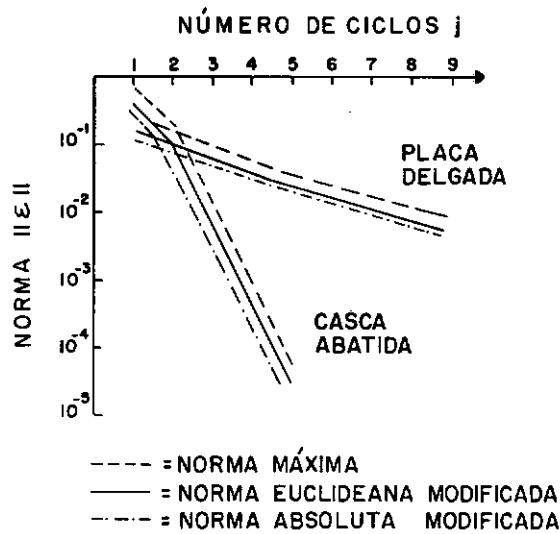 NÚMERO DE CICLOS j
1 2 3 4 5 6 7 8 9
10⁻¹
10⁻²
10⁻³
10⁻⁴
10⁻⁵
NORMA ||ε||
PLACA
DELGADA
CASCA
ABATIDA
----- = NORMA MÁXIMA
——— = NORMA EUCLIDEANA MODIFICADA
—·—·— = NORMA ABSOLUTA MODIFICADA